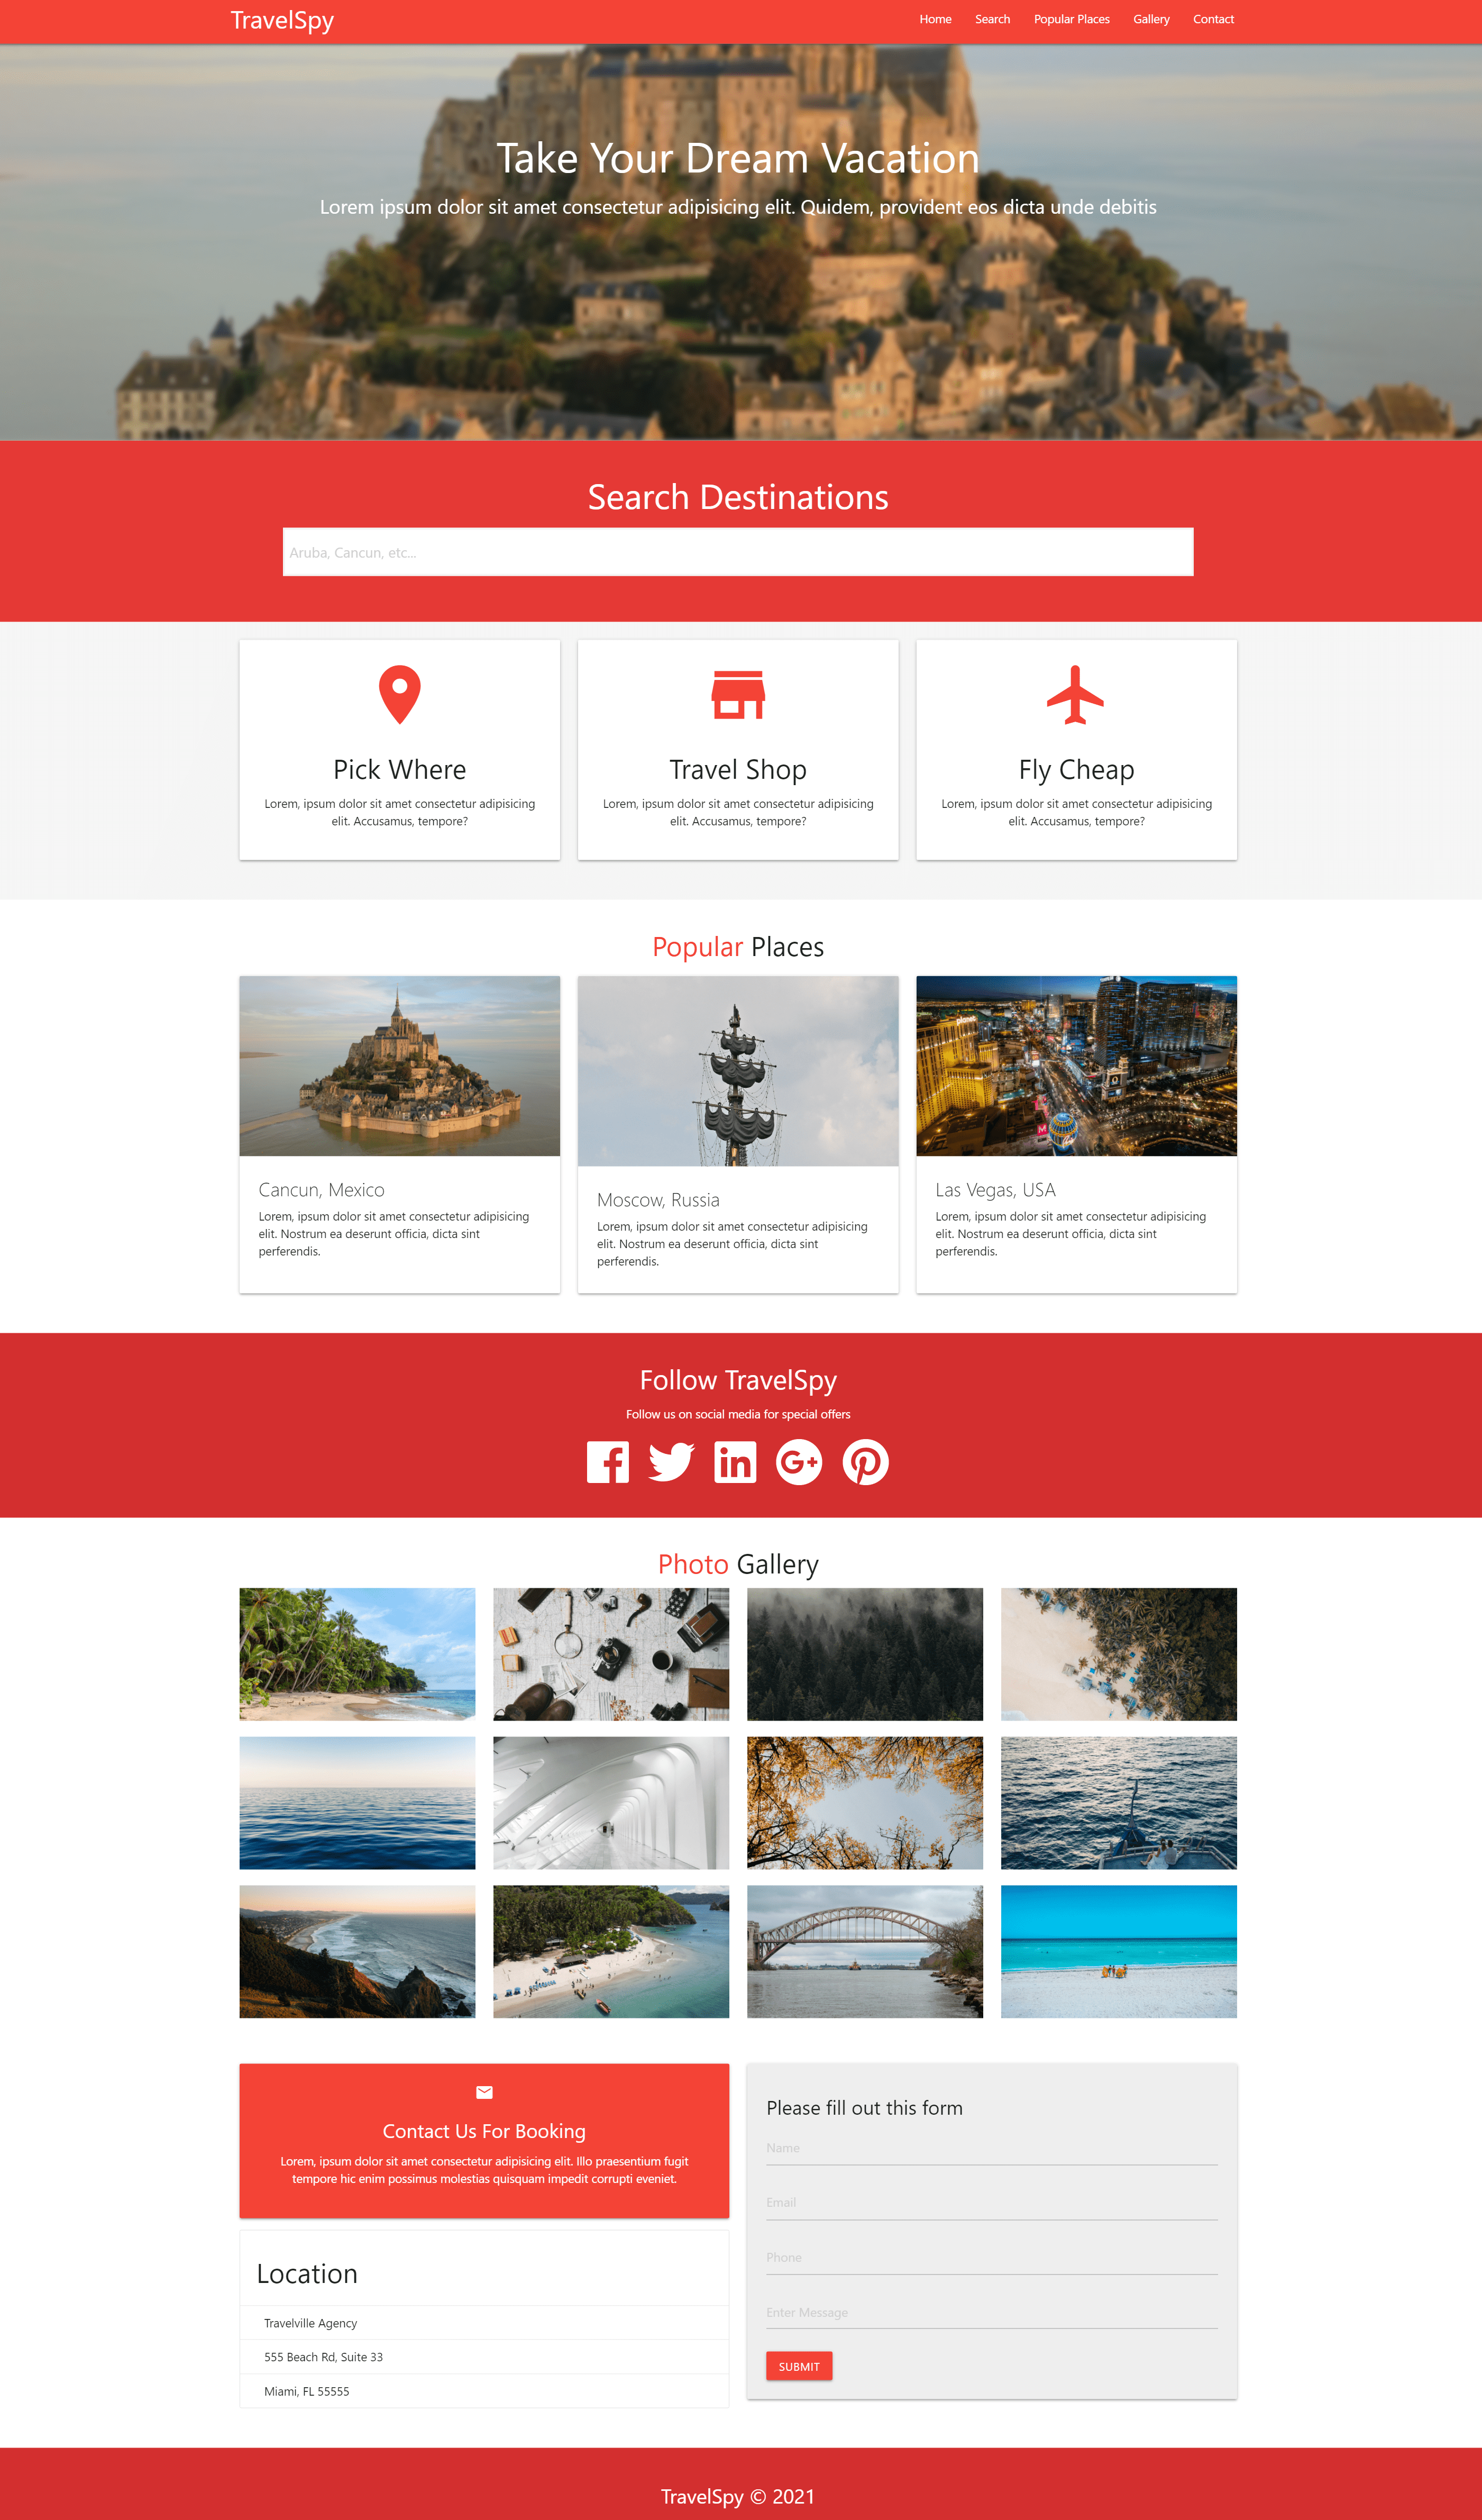 TravelSpy
Home Search Popular Places Gallery Contact
Take Your Dream Vacation
Lorem ipsum dolor sit amet consectetur adipisicing elit. Quidem, provident eos dicta unde debitis
Search Destinations
Aruba, Cancun, etc...
Pick Where
Lorem, ipsum dolor sit amet consectetur adipisicing
elit. Accusamus, tempore?
Travel Shop
Lorem, ipsum dolor sit amet consectetur adipisicing
elit. Accusamus, tempore?
Fly Cheap
Lorem, ipsum dolor sit amet consectetur adipisicing
elit. Accusamus, tempore?
Popular Places
Cancun, Mexico
Lorem, ipsum dolor sit amet consectetur adipisicing
elit. Nostrum ea deserunt officia, dicta sint
perferendis.
Moscow, Russia
Lorem, ipsum dolor sit amet consectetur adipisicing
elit. Nostrum ea deserunt officia, dicta sint
perferendis.
Las Vegas, USA
Lorem, ipsum dolor sit amet consectetur adipisicing
elit. Nostrum ea deserunt officia, dicta sint
perferendis.
Follow TravelSpy
Follow us on social media for special offers
Photo Gallery
Contact Us For Booking
Lorem, ipsum dolor sit amet consectetur adipisicing elit. Illo praesentium fugit
tempore hic enim possimus molestias quisquam impedit corrupti eveniet.
Location
Travelville Agency
555 Beach Rd, Suite 33
Miami, FL 55555
Please fill out this form
Name
Email
Phone
Enter Message
SUBMIT
TravelSpy © 2021